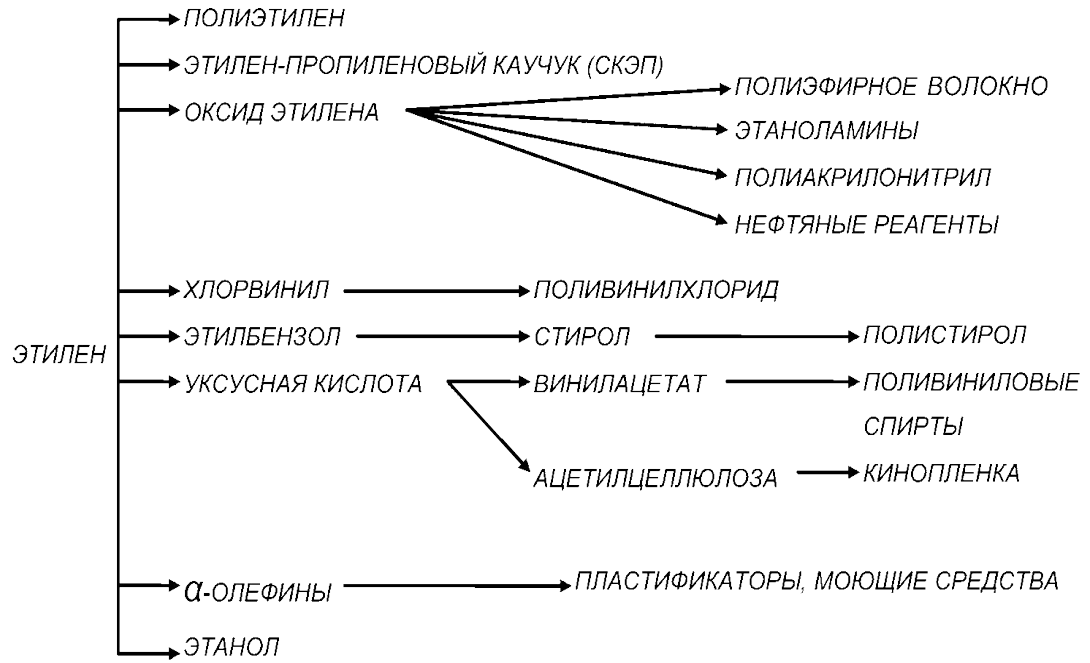 ПОЛИЭТИЛЕН
ЭТИЛЕН-ПРОПИЛЕНОВЫЙ КАУЧУК (СКЭП)
ОКСИД ЭТИЛЕНА
ПОЛИЭФИРНОЕ ВОЛОКНО
ЭТАНОЛАМИНЫ
ПОЛИАКРИЛОНИТРИЛ
НЕФТЯНЫЕ РЕАГЕНТЫ
ХЛОРВИНИЛ
ПОЛИВИНИЛХЛОРИД
ЭТИЛЕН
ЭТИЛБЕНЗОЛ
СТИРОЛ
ПОЛИСТИРОЛ
УКСУСНАЯ КИСЛОТА
ВИНИЛАЦЕТАТ
ПОЛИВИНИЛОВЫЕ
СПИРТЫ
АЦЕТИЛЦЕЛЛЮЛОЗА
КИНОПЛЕНКА
α-ОЛЕФИНЫ
ПЛАСТИФИКАТОРЫ, МОЮЩИЕ СРЕДСТВА
ЭТАНОЛ